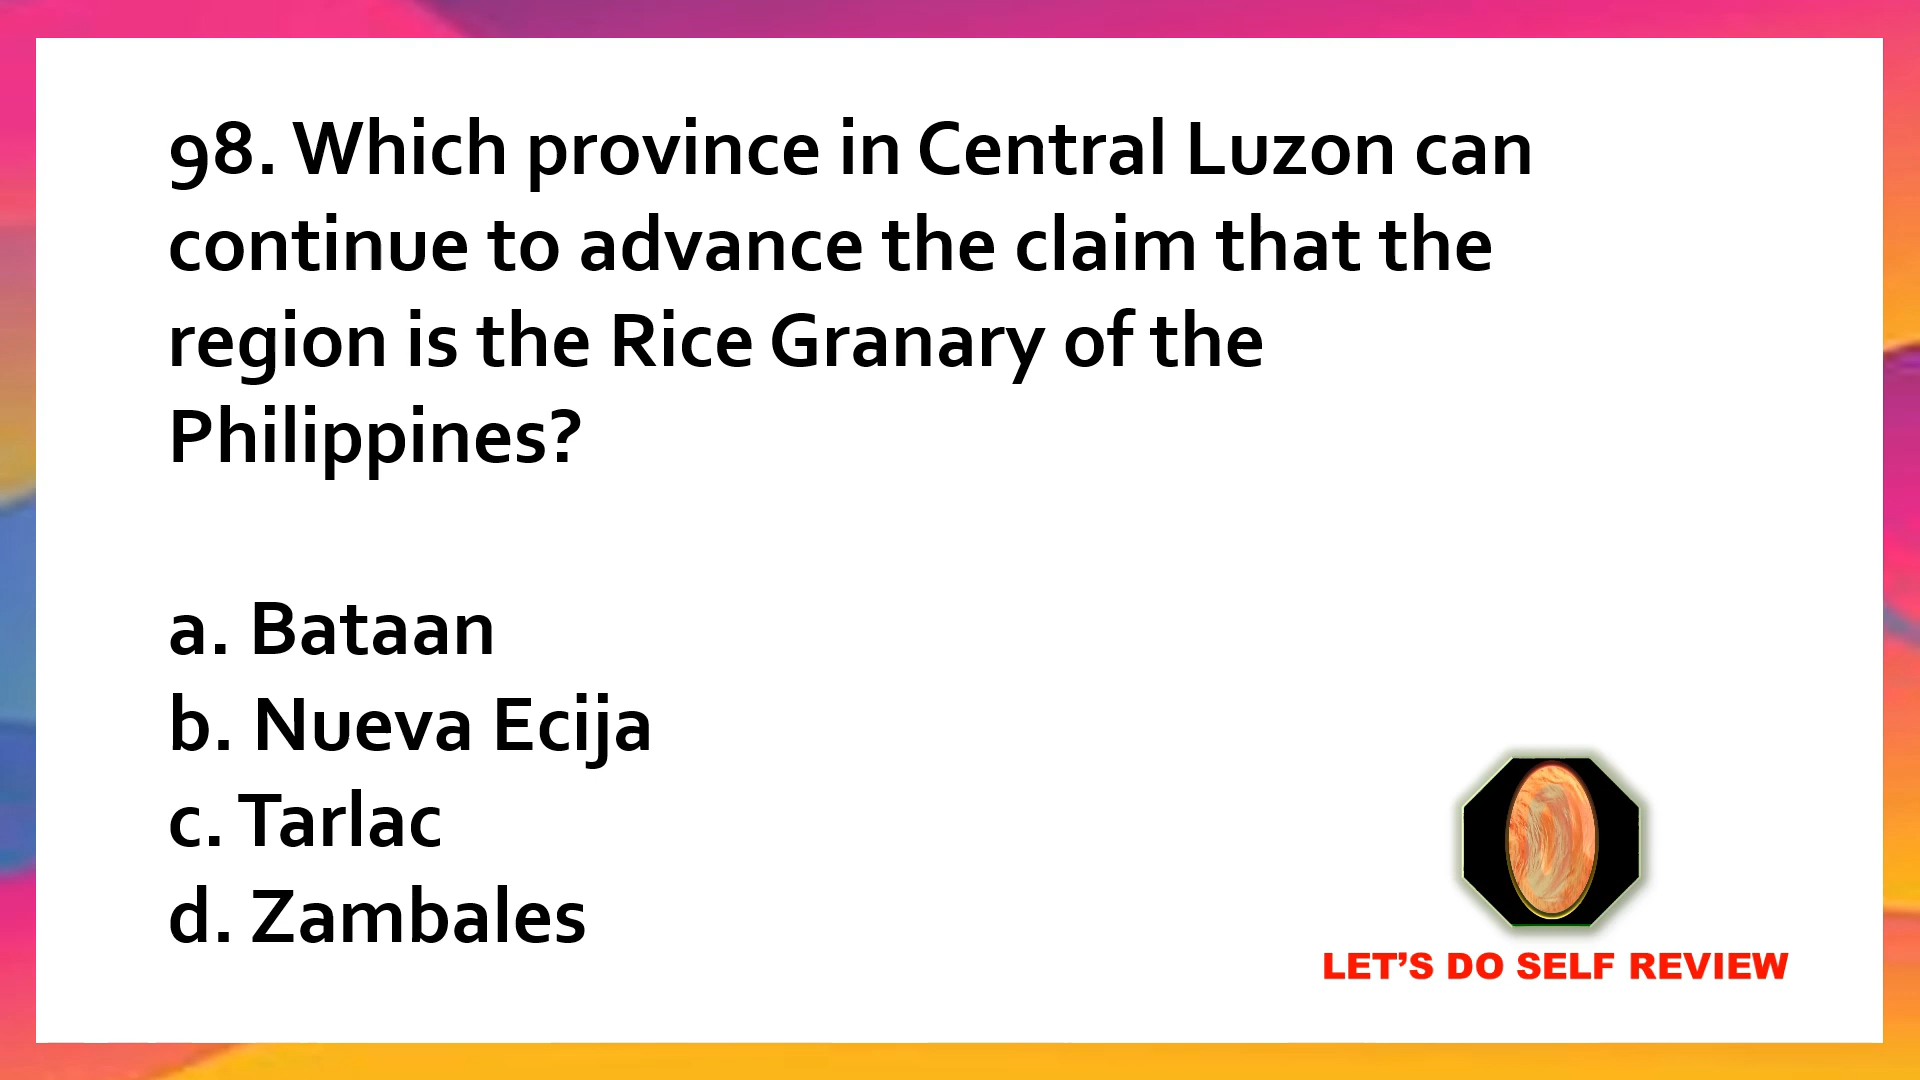 98. Which province in Central Luzon can
continue to advance the claim that the
region is the Rice Granary of the
Philippines?
a. Bataan
b. Nueva Ecija
c. Tarlac
d. Zambales
LET’S DO SELF REVIEW